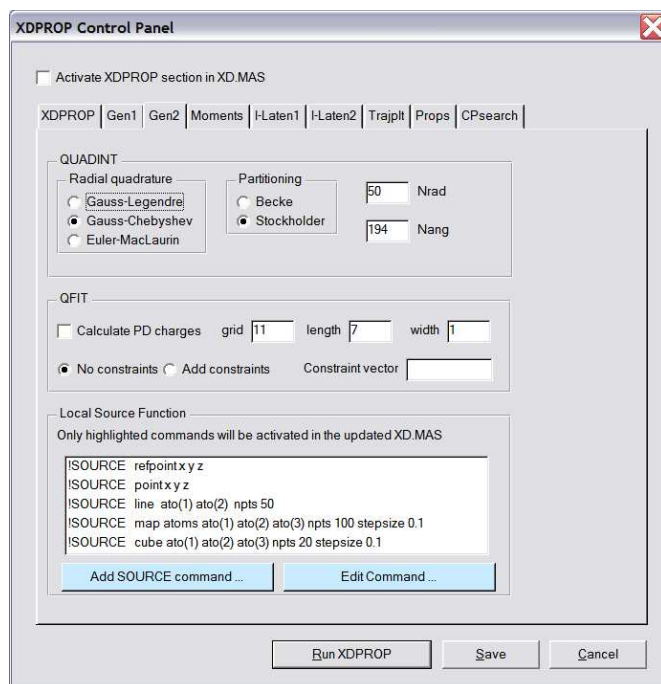 XDPROP Control Panel
Activate XDPROP section in XD.MAS
XDPROP Gen1 Gen2 Moments I-Laten1 I-Laten2 Trajplt Props CPsearch
QUADINT
Radial quadrature
Gauss-Legendre
Gauss-Chebyshev
Euler-MacLaurin
Partitioning
Becke
Stockholder
50 Nrad
194 Nang
QFIT
Calculate PD charges grid 11 length 7 width 1
No constraints Add constraints Constraint vector
Local Source Function
Only highlighted commands will be activated in the updated XD.MAS
!SOURCE refpoint x y z
!SOURCE point x y z
!SOURCE line ato(1) ato(2) npts 50
!SOURCE map atoms ato(1) ato(2) ato(3) npts 100 stepsize 0.1
!SOURCE cube ato(1) ato(2) ato(3) npts 20 stepsize 0.1
Add SOURCE command ... Edit Command ...
Run XDPROP Save Cancel